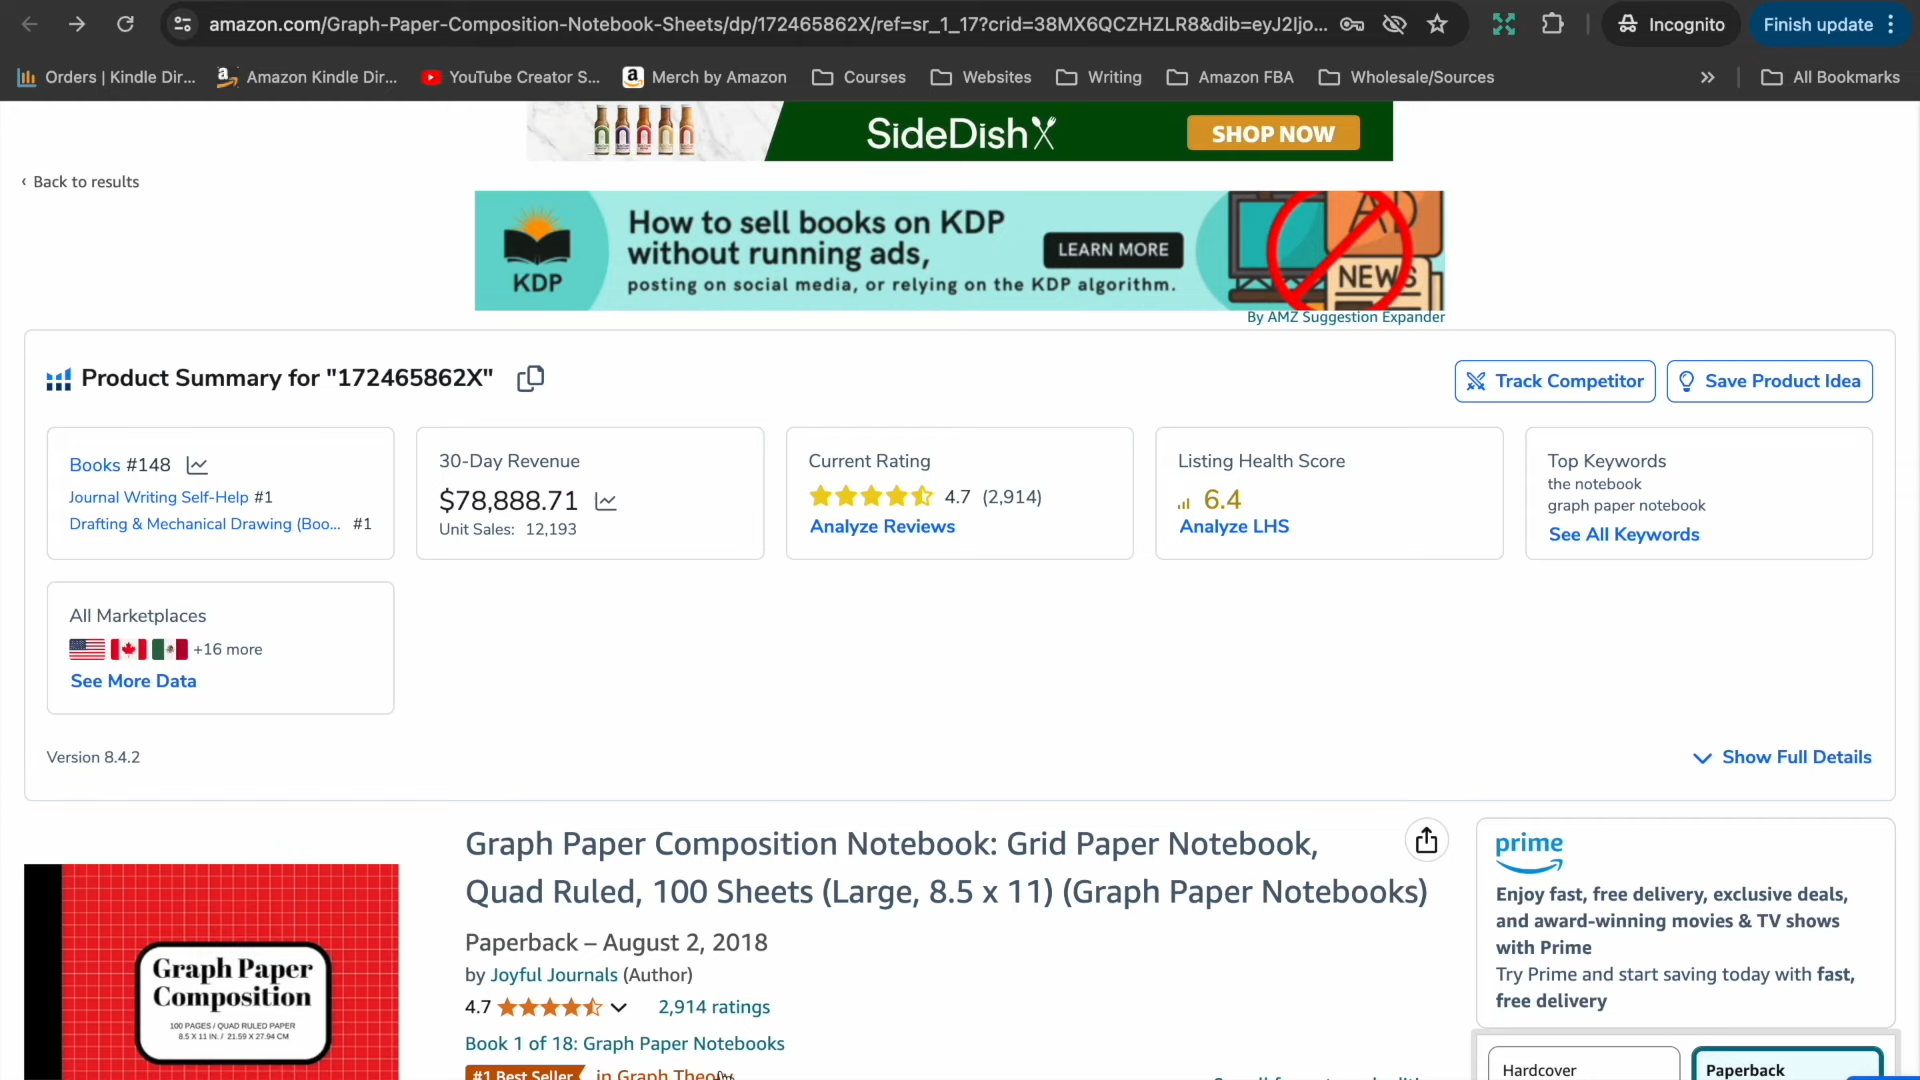 amazon.com/Graph-Paper-Composition-Notebook-Sheets/dp/172465862X/ref=sr_1_17?crid=38MX6QCZHZLR8&dib=eyJ2Ijo...
Incognito
Finish update
Orders | Kindle Dir...
Amazon Kindle Dir...
YouTube Creator S...
Merch by Amazon
Courses
Websites
Writing
Amazon FBA
Wholesale/Sources
All Bookmarks
SideDish
SHOP NOW
‹ Back to results
KDP
How to sell books on KDP
without running ads,
posting on social media, or relying on the KDP algorithm.
LEARN MORE
AD
NEWS
By AMZ Suggestion Expander
Product Summary for "172465862X"
Track Competitor
Save Product Idea
Books #148
Journal Writing Self-Help #1
Drafting & Mechanical Drawing (Boo... #1
30-Day Revenue
$78,888.71
Unit Sales: 12,193
Current Rating
4.7 (2,914)
Analyze Reviews
Listing Health Score
6.4
Analyze LHS
Top Keywords
the notebook
graph paper notebook
See All Keywords
All Marketplaces
+16 more
See More Data
Version 8.4.2
Show Full Details
Graph Paper
Composition
100 PAGES / QUAD RULED PAPER
8.5 X 11 IN. / 21.59 X 27.94 CM
Graph Paper Composition Notebook: Grid Paper Notebook,
Quad Ruled, 100 Sheets (Large, 8.5 x 11) (Graph Paper Notebooks)
Paperback – August 2, 2018
by Joyful Journals (Author)
4.7
2,914 ratings
Book 1 of 18: Graph Paper Notebooks
#1 Best Seller in Graph Theory
prime
Enjoy fast, free delivery, exclusive deals,
and award-winning movies & TV shows
with Prime
Try Prime and start saving today with fast,
free delivery
Hardcover
Paperback